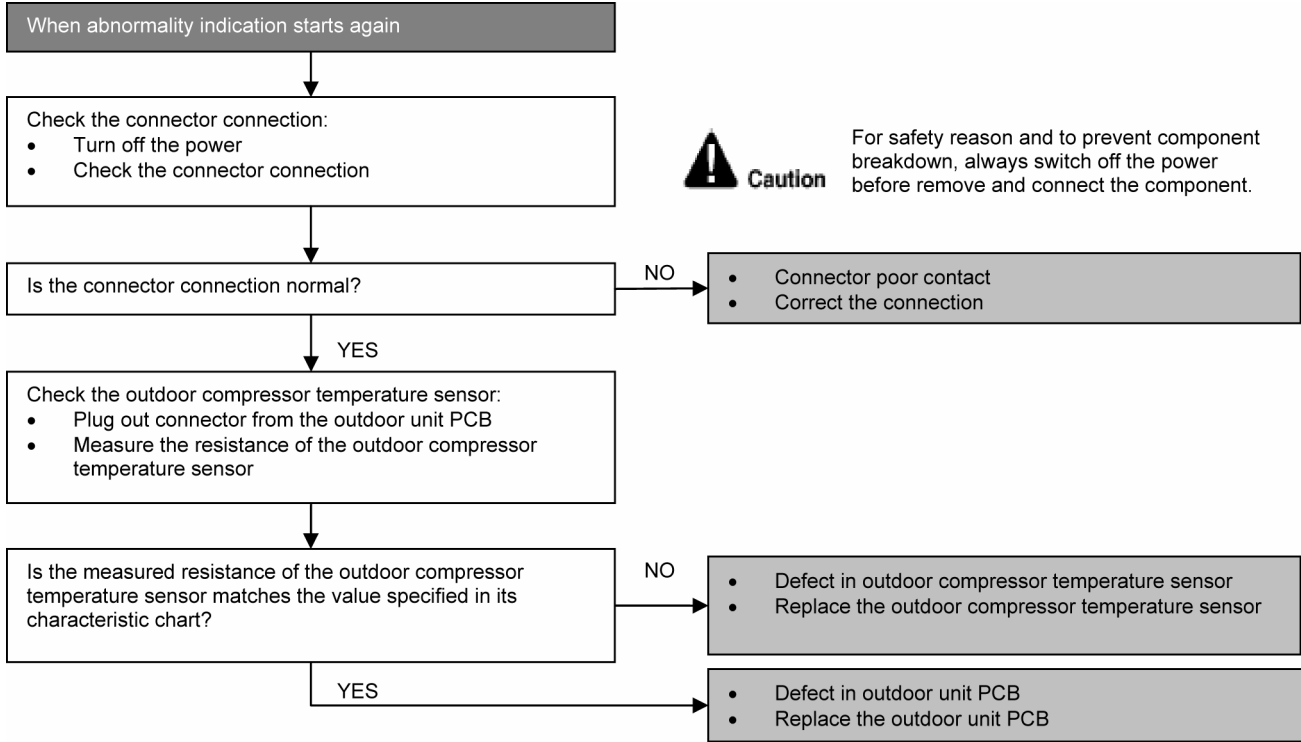 When abnormality indication starts again
Check the connector connection:
• Turn off the power
• Check the connector connection
Caution
For safety reason and to prevent component
breakdown, always switch off the power
before remove and connect the component.
Is the connector connection normal?
NO
• Connector poor contact
• Correct the connection
YES
Check the outdoor compressor temperature sensor:
• Plug out connector from the outdoor unit PCB
• Measure the resistance of the outdoor compressor
temperature sensor
Is the measured resistance of the outdoor compressor
temperature sensor matches the value specified in its
characteristic chart?
NO
• Defect in outdoor compressor temperature sensor
• Replace the outdoor compressor temperature sensor
YES
• Defect in outdoor unit PCB
• Replace the outdoor unit PCB